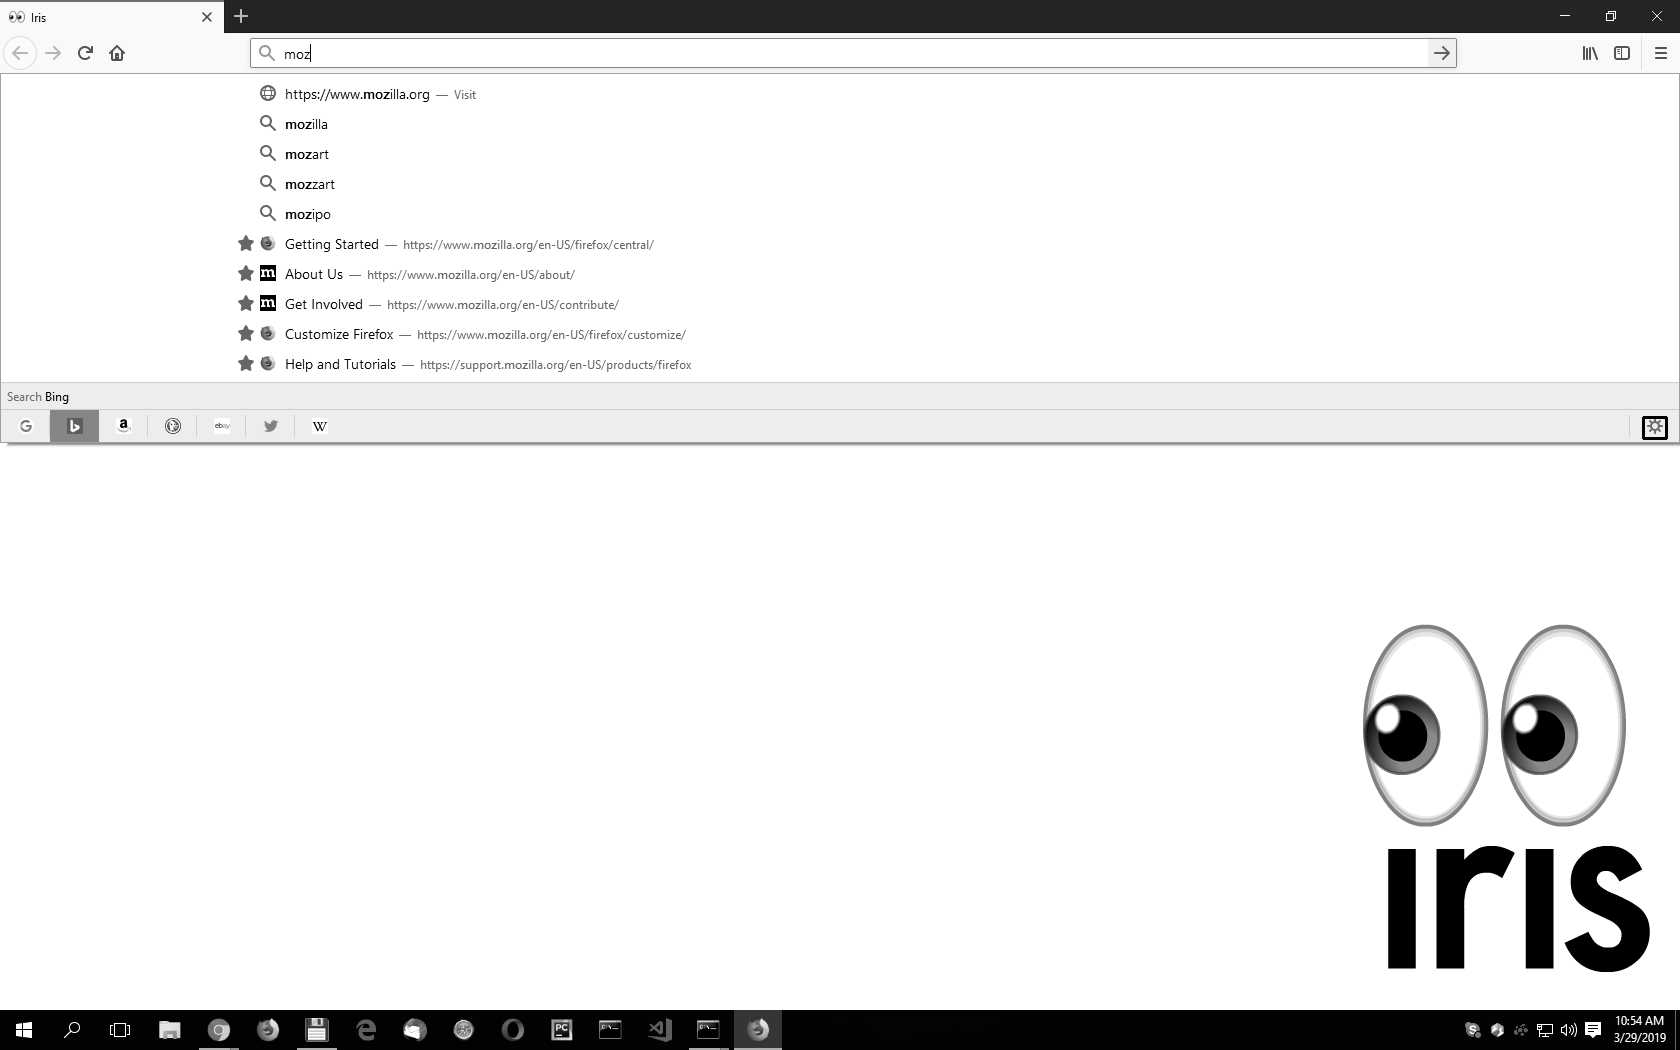 Iris
moz
https://www.mozilla.org — Visit
mozilla
mozart
mozzart
mozipo
Getting Started — https://www.mozilla.org/en-US/firefox/central/
About Us — https://www.mozilla.org/en-US/about/
Get Involved — https://www.mozilla.org/en-US/contribute/
Customize Firefox — https://www.mozilla.org/en-US/firefox/customize/
Help and Tutorials — https://support.mozilla.org/en-US/products/firefox
Search Bing
G b a ebay W
iris
PC
10:54 AM
3/29/2019